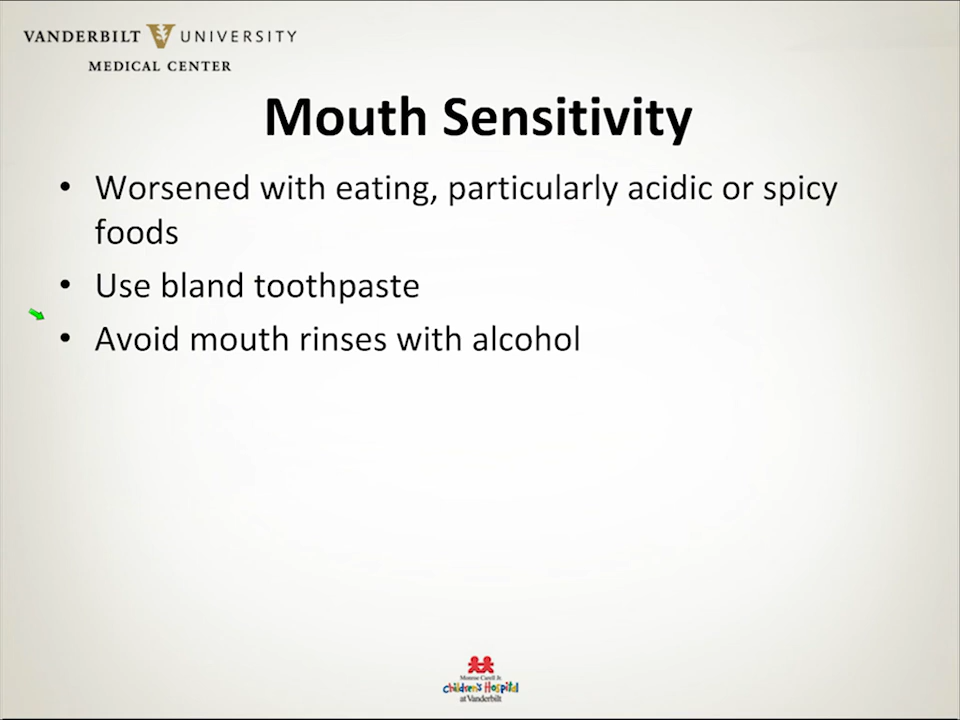 VANDERBILT UNIVERSITY
MEDICAL CENTER
Mouth Sensitivity
• Worsened with eating, particularly acidic or spicy
foods
• Use bland toothpaste
• Avoid mouth rinses with alcohol
Monroe Carell Jr.
Children's Hospital
at Vanderbilt